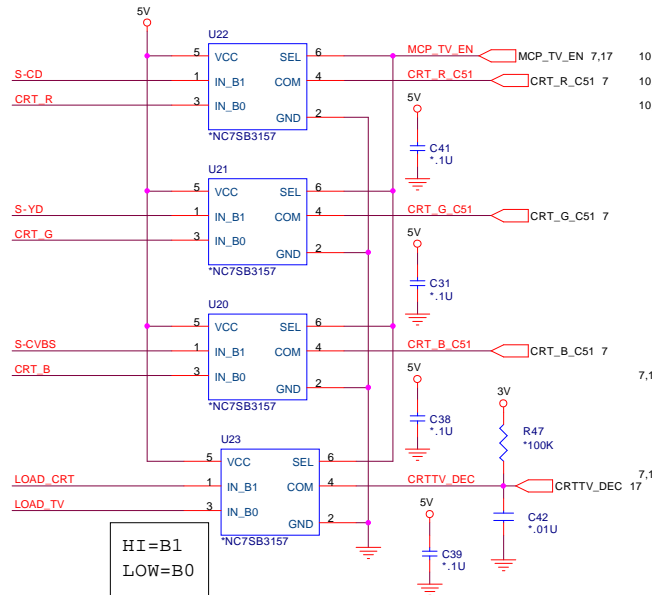 5V
U22
5 VCC SEL 6 MCP_TV_EN MCP_TV_EN 7,17 10
S-CD 1 IN_B1 COM 4 CRT_R_C51 CRT_R_C51 7 10
CRT_R 3 IN_B0 GND 2 5V 10
*NC7SB3157
C41
*.1U
U21
5 VCC SEL 6
S-YD 1 IN_B1 COM 4 CRT_G_C51 CRT_G_C51 7
CRT_G 3 IN_B0 GND 2 5V
*NC7SB3157
C31
*.1U
U20
5 VCC SEL 6
S-CVBS 1 IN_B1 COM 4 CRT_B_C51 CRT_B_C51 7
CRT_B 3 IN_B0 GND 2 5V 3V 7,1
*NC7SB3157
C38
*.1U
R47
*100K
U23
5 VCC SEL 6
LOAD_CRT 1 IN_B1 COM 4 CRTTV_DEC CRTTV_DEC 17 7,1
LOAD_TV 3 IN_B0 GND 2 5V
*NC7SB3157
C42
*.01U
C39
*.1U
HI=B1
LOW=B0